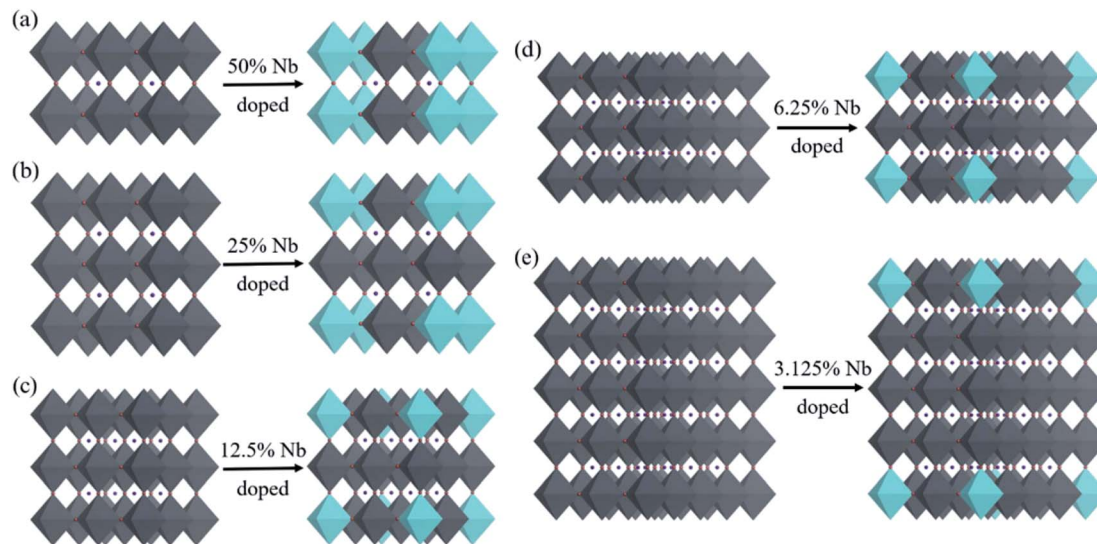 (a)
50% Nb
doped
(b)
25% Nb
doped
(c)
12.5% Nb
doped
(d)
6.25% Nb
doped
(e)
3.125% Nb
doped